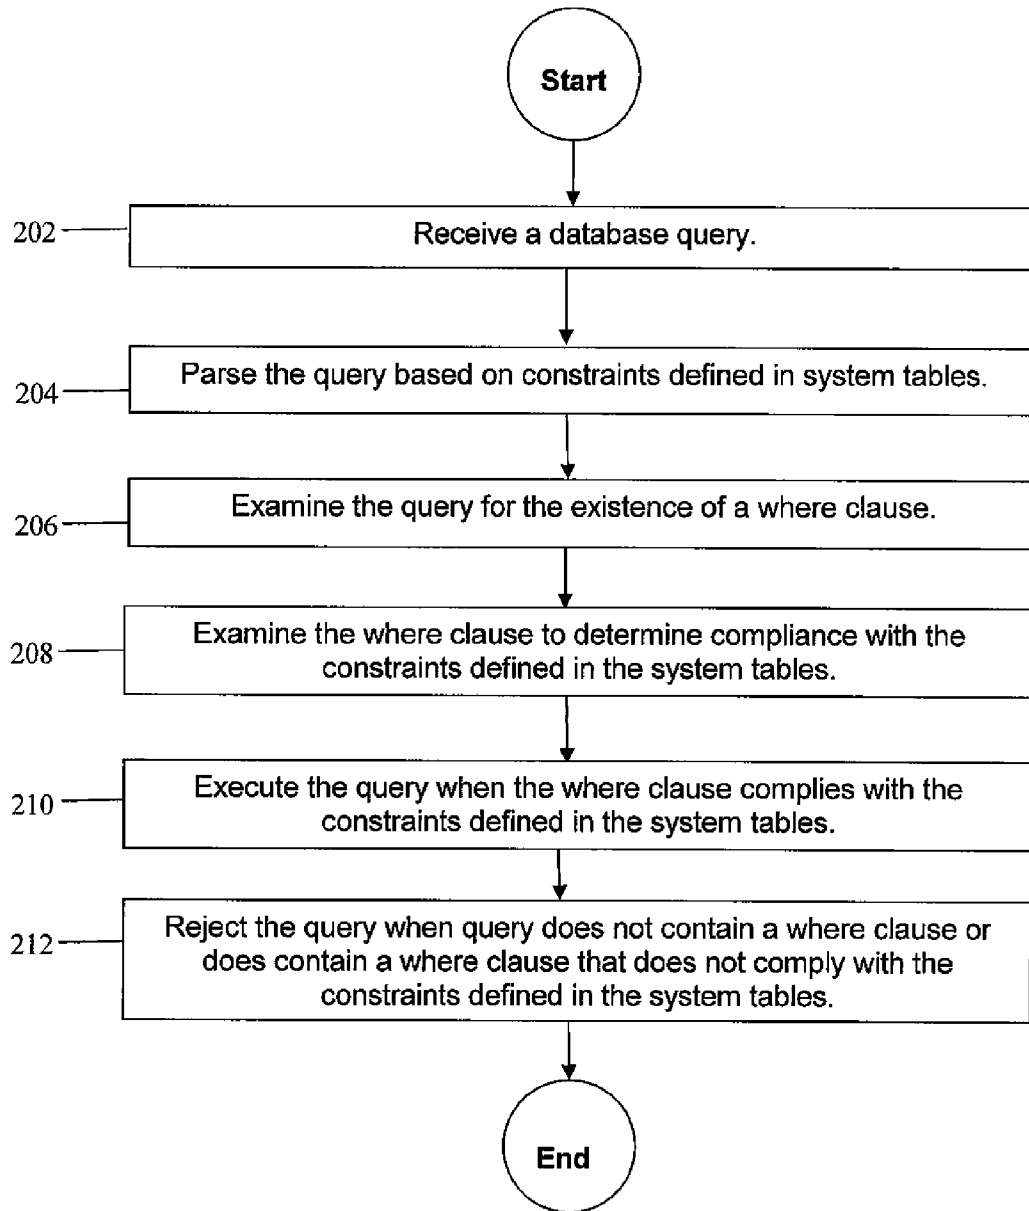 Start
202
Receive a database query.
204
Parse the query based on constraints defined in system tables.
206
Examine the query for the existence of a where clause.
208
Examine the where clause to determine compliance with the
constraints defined in the system tables.
210
Execute the query when the where clause complies with the
constraints defined in the system tables.
212
Reject the query when query does not contain a where clause or
does contain a where clause that does not comply with the
constraints defined in the system tables.
End